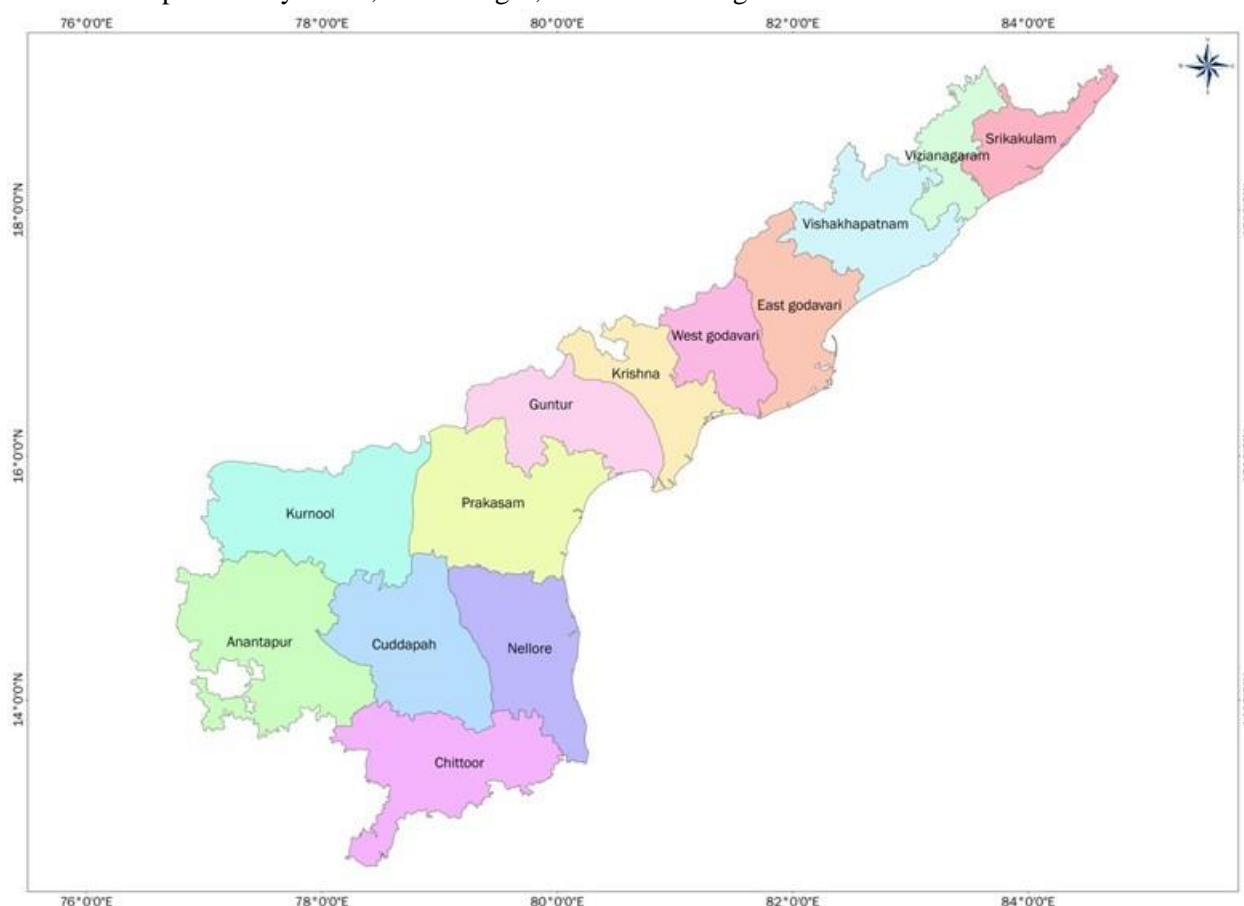 76°0'0"E 78°0'0"E 80°0'0"E 82°0'0"E 84°0'0"E
18°0'0"N
16°0'0"N
14°0'0"N
Srikakulam
Vizianagaram
Vishakhapatnam
East godavari
West godavari
Krishna
Guntur
Prakasam
Kurnool
Anantapur
Cuddapah
Nellore
Chittoor
76°0'0"E 78°0'0"E 80°0'0"E 82°0'0"E 84°0'0"E